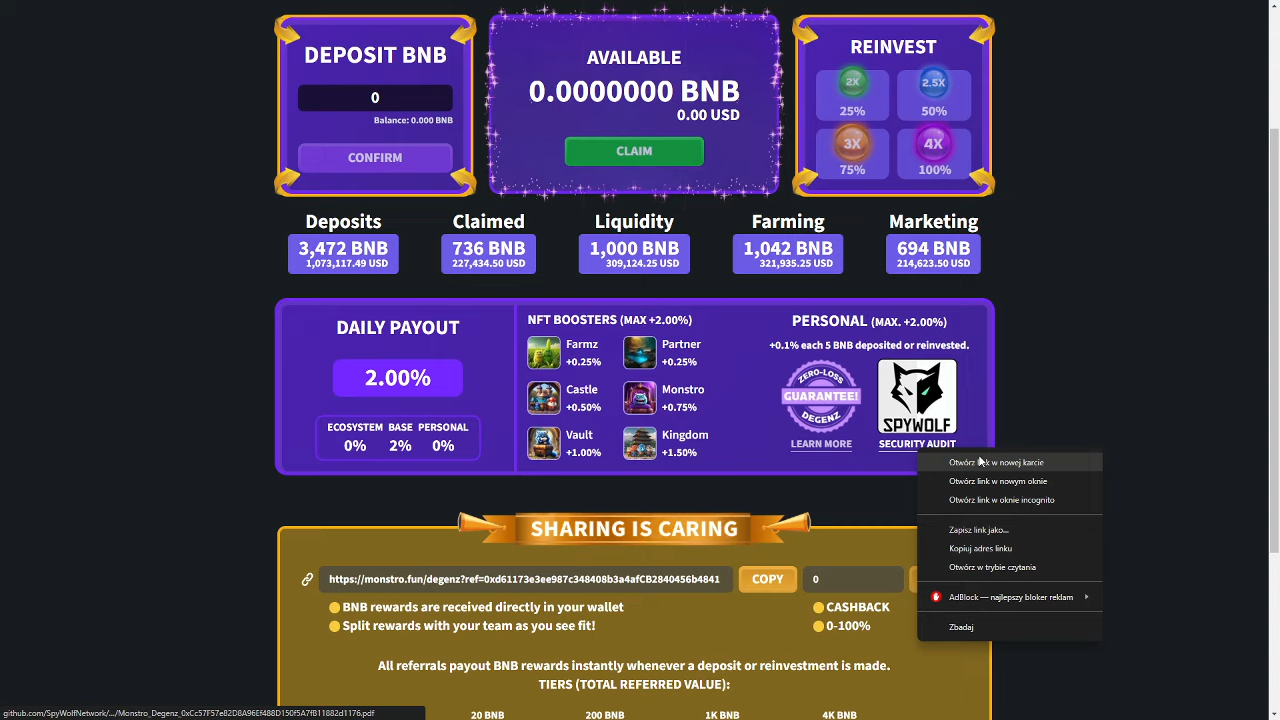 DEPOSIT BNB
0
Balance: 0.000 BNB
CONFIRM
AVAILABLE
0.0000000 BNB
0.00 USD
CLAIM
REINVEST
2X
25%
2.5X
50%
3X
75%
4X
100%
Deposits
3,472 BNB
1,073,117.49 USD
Claimed
736 BNB
227,434.50 USD
Liquidity
1,000 BNB
309,124.25 USD
Farming
1,042 BNB
321,935.25 USD
Marketing
694 BNB
214,623.50 USD
DAILY PAYOUT
2.00%
ECOSYSTEM BASE PERSONAL
0% 2% 0%
NFT BOOSTERS (MAX +2.00%)
Farmz
+0.25%
Partner
+0.25%
Castle
+0.50%
Monstro
+0.75%
Vault
+1.00%
Kingdom
+1.50%
PERSONAL (MAX. +2.00%)
+0.1% each 5 BNB deposited or reinvested.
ZERO-LOSS
GUARANTEE!
DEGENZ
LEARN MORE
SPYWOLF
SECURITY AUDIT
Otwórz link w nowej karcie
Otwórz link w nowym oknie
Otwórz link w oknie incognito
Zapisz link jako...
Kopiuj adres linku
Otwórz w trybie czytania
AdBlock — najlepszy bloker reklam
Zbadaj
SHARING IS CARING
https://monstro.fun/degenz?ref=0xd61173e3ee987c348408b3a4afCB2840456b4841
COPY
0
BNB rewards are received directly in your wallet
Split rewards with your team as you see fit!
CASHBACK
0-100%
All referrals payout BNB rewards instantly whenever a deposit or reinvestment is made.
TIERS (TOTAL REFERRED VALUE):
20 BNB 200 BNB 1K BNB 4K BNB
github.com/SpyWolfNetwork/.../Monstro_Degenz_0xCc57F57e82D8A96Ef488D150f5A7fB11882d1176.pdf